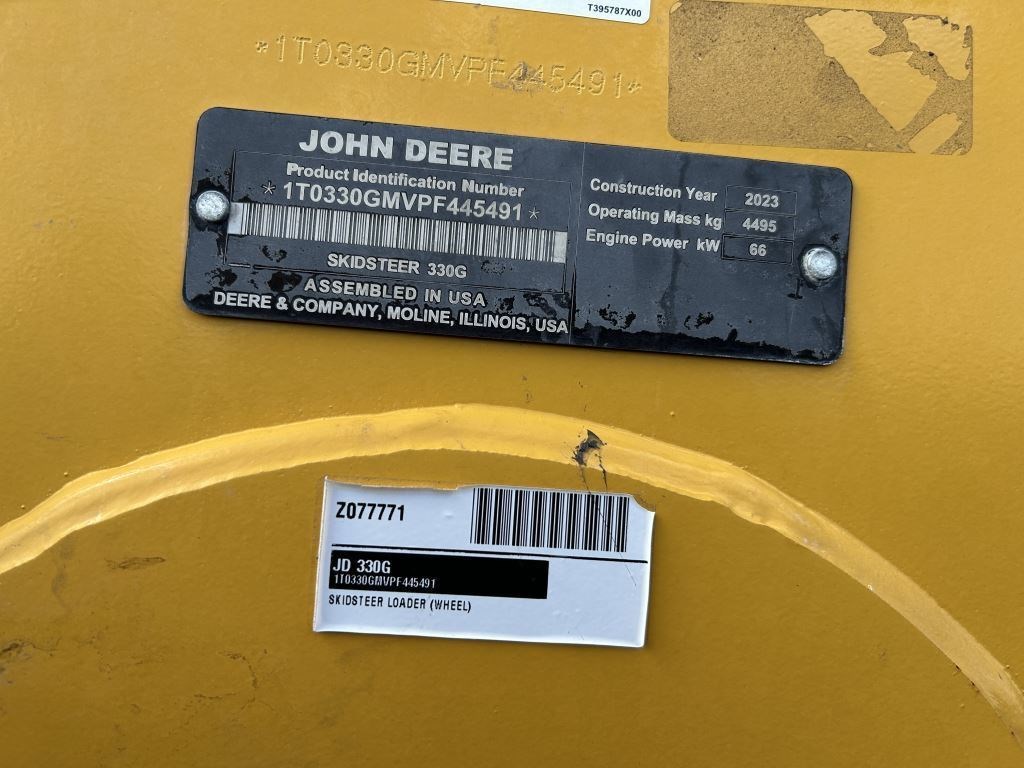 T395787X00
*1T0330GMVPF445491*
JOHN DEERE
Product Identification Number
*1T0330GMVPF445491*
SKIDSTEER 330G
ASSEMBLED IN USA
DEERE & COMPANY, MOLINE, ILLINOIS, USA
Construction Year 2023
Operating Mass kg 4495
Engine Power kW 66
Z077771
JD 330G
1T0330GMVPF445491
SKIDSTEER LOADER (WHEEL)